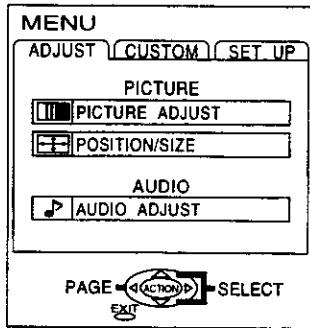 MENU
ADJUST CUSTOM SET UP
PICTURE
PICTURE ADJUST
POSITION/SIZE
AUDIO
AUDIO ADJUST
PAGE ACTION SELECT
EXIT